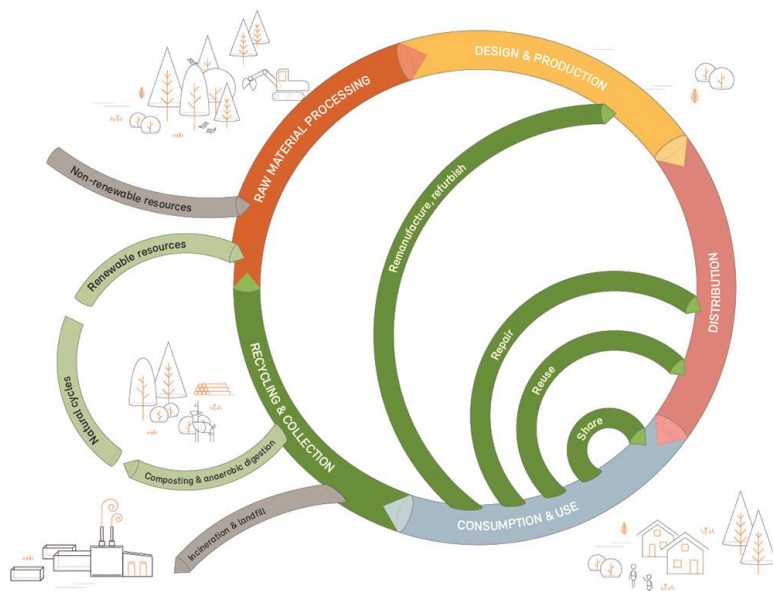 DESIGN & PRODUCTION
RAW MATERIAL PROCESSING
Non-renewable resources
Renewable resources
Remanufacture, refurbish
DISTRIBUTION
Repair
Reuse
Share
RECYCLING & COLLECTION
Natural cycles
Composting & anaerobic digestion
Incineration & landfill
CONSUMPTION & USE